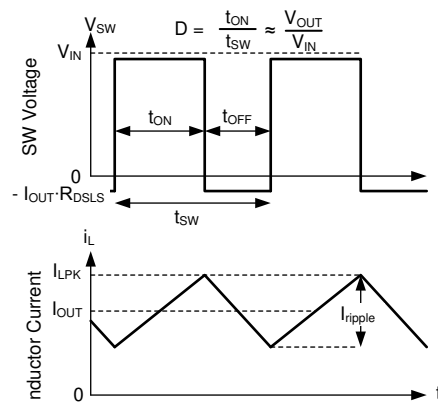 V_SW
D = t_ON / t_SW ≈ V_OUT / V_IN
V_IN
SW Voltage
t_ON
t_OFF
0
- I_OUT·R_DSLS
t_SW
i_L
I_LPK
I_OUT
I_ripple
nductor Current
0
t